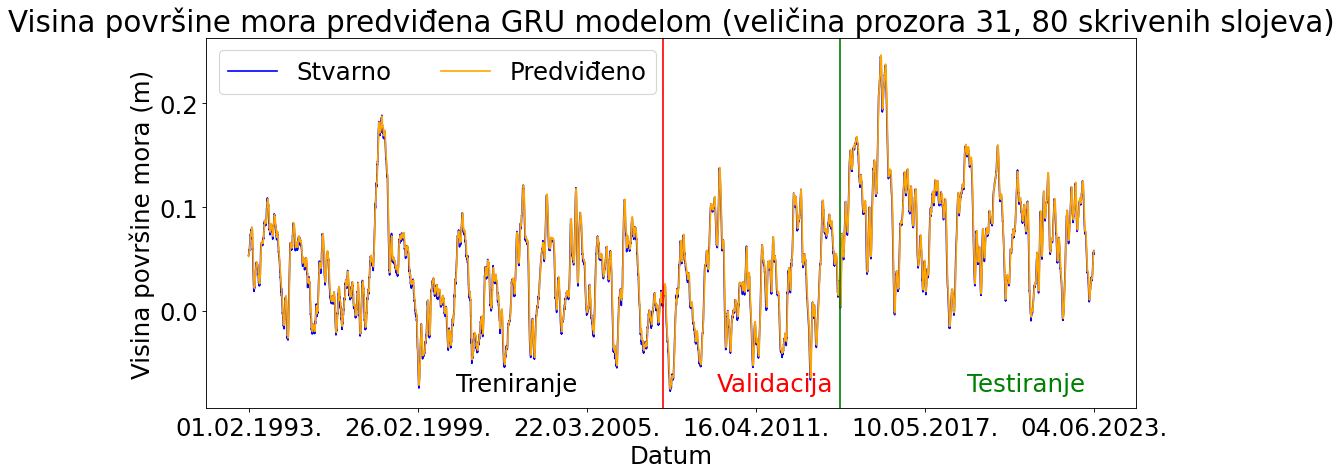 Visina površine mora predviđena GRU modelom (veličina prozora 31, 80 skrivenih slojeva)
Stvarno Predviđeno
Visina površine mora (m)
0.2
0.1
0.0
Treniranje Validacija Testiranje
01.02.1993. 26.02.1999. 22.03.2005. 16.04.2011. 10.05.2017. 04.06.2023.
Datum